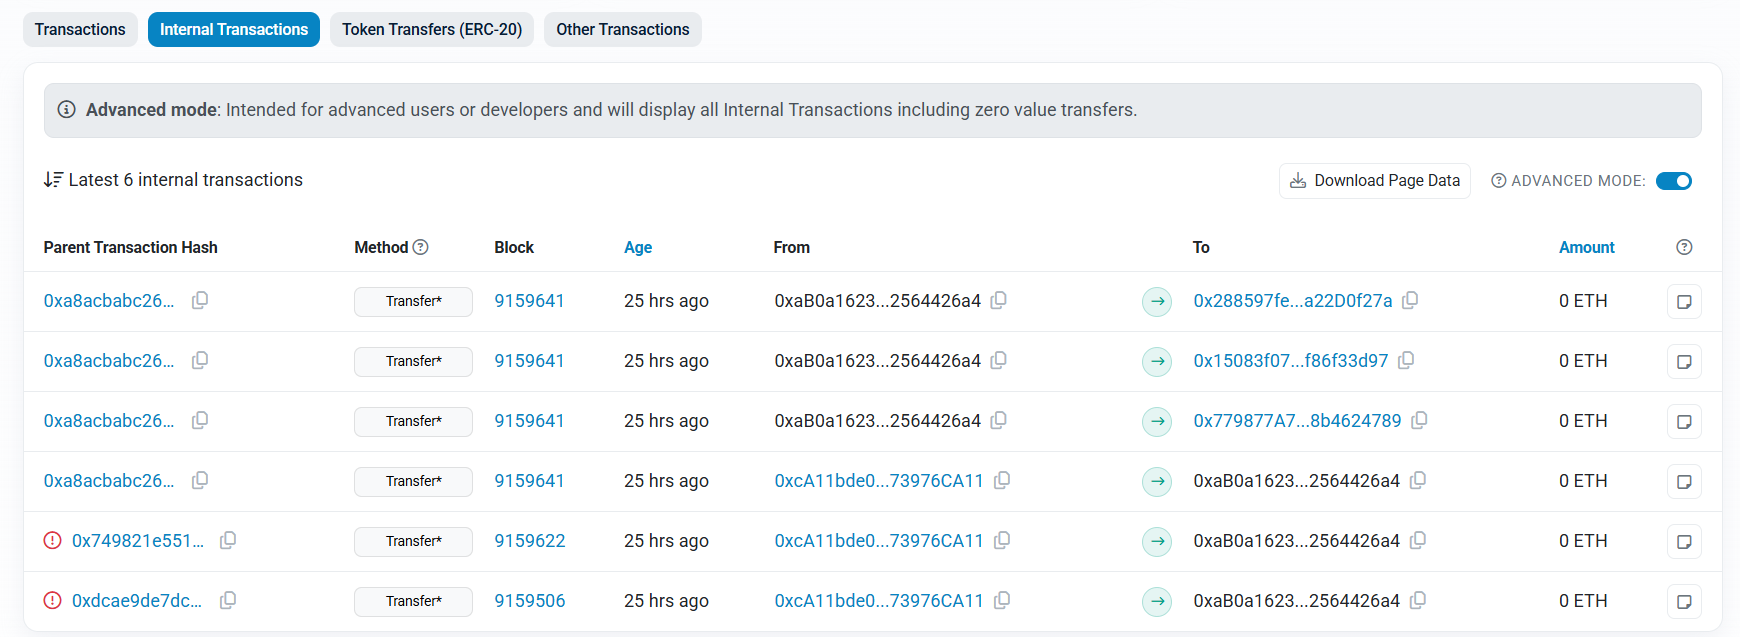 Transactions Internal Transactions Token Transfers (ERC-20) Other Transactions
Advanced mode: Intended for advanced users or developers and will display all Internal Transactions including zero value transfers.
Latest 6 internal transactions Download Page Data ADVANCED MODE:
Parent Transaction Hash Method Block Age From To Amount
0xa8acbabc26... Transfer* 9159641 25 hrs ago 0xaB0a1623...2564426a4 0x288597fe...a22D0f27a 0 ETH
0xa8acbabc26... Transfer* 9159641 25 hrs ago 0xaB0a1623...2564426a4 0x15083f07...f86f33d97 0 ETH
0xa8acbabc26... Transfer* 9159641 25 hrs ago 0xaB0a1623...2564426a4 0x779877A7...8b4624789 0 ETH
0xa8acbabc26... Transfer* 9159641 25 hrs ago 0xcA11bde0...73976CA11 0xaB0a1623...2564426a4 0 ETH
0x749821e551... Transfer* 9159622 25 hrs ago 0xcA11bde0...73976CA11 0xaB0a1623...2564426a4 0 ETH
0xdcae9de7dc... Transfer* 9159506 25 hrs ago 0xcA11bde0...73976CA11 0xaB0a1623...2564426a4 0 ETH